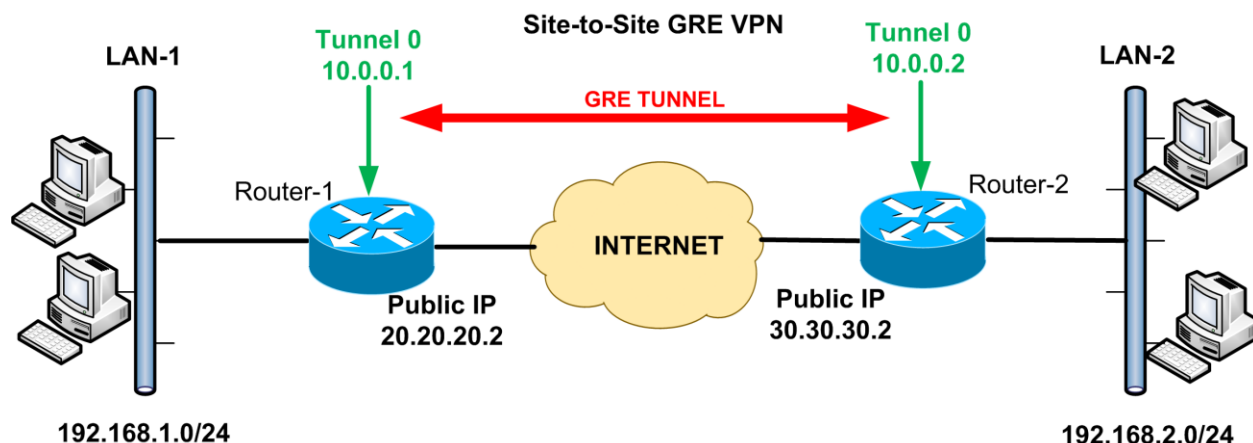 Site-to-Site GRE VPN
LAN-1
Tunnel 0
10.0.0.1
Tunnel 0
10.0.0.2
LAN-2
GRE TUNNEL
Router-1
Router-2
INTERNET
Public IP
20.20.20.2
Public IP
30.30.30.2
192.168.1.0/24
192.168.2.0/24